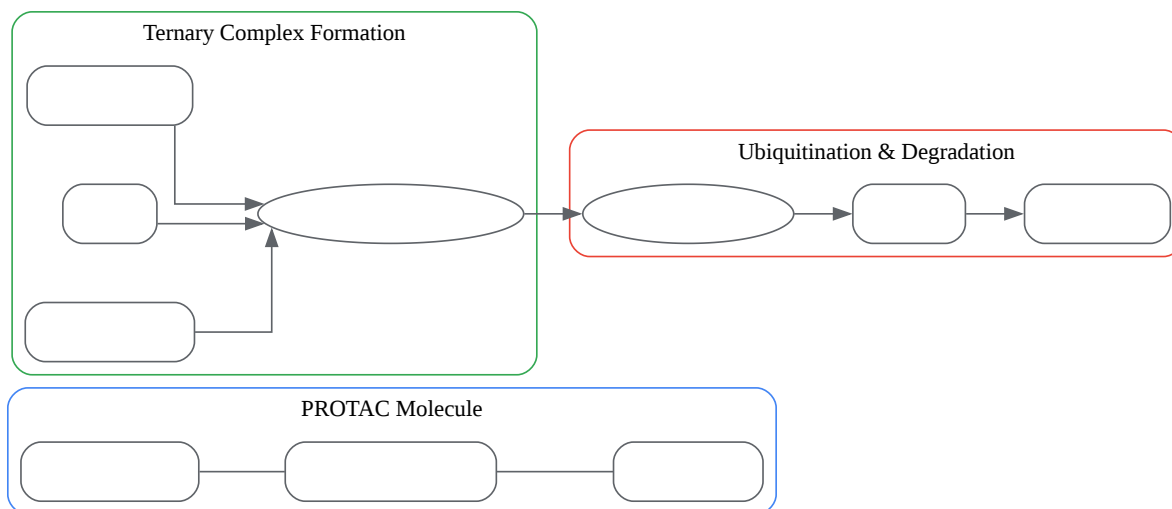 Ternary Complex Formation
Ubiquitination & Degradation
PROTAC Molecule